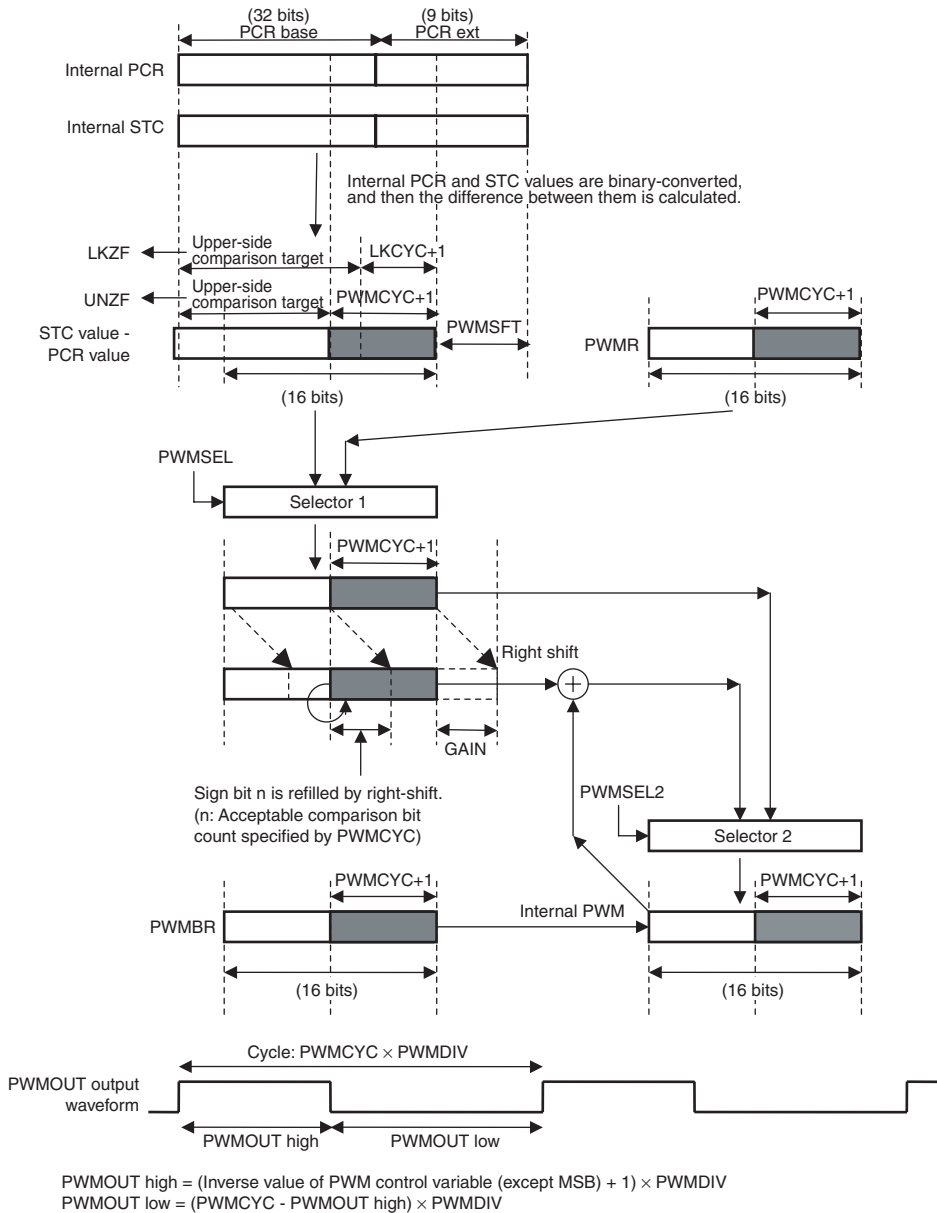 (32 bits)
PCR base
(9 bits)
PCR ext
Internal PCR
Internal STC
Internal PCR and STC values are binary-converted,
and then the difference between them is calculated.
LKZF
Upper-side
comparison target
LKCYC+1
UNZF
Upper-side
comparison target
PWMCYC+1
PWMCYC+1
STC value -
PCR value
PWMSFT
PWMR
(16 bits)
(16 bits)
PWMSEL
Selector 1
PWMCYC+1
Right shift
+
GAIN
Sign bit n is refilled by right-shift.
(n: Acceptable comparison bit
count specified by PWMCYC)
PWMSEL2
Selector 2
PWMCYC+1
PWMCYC+1
PWMBR
Internal PWM
(16 bits)
(16 bits)
Cycle: PWMCYC × PWMDIV
PWMOUT output
waveform
PWMOUT high
PWMOUT low
PWMOUT high = (Inverse value of PWM control variable (except MSB) + 1) × PWMDIV
PWMOUT low = (PWMCYC - PWMOUT high) × PWMDIV